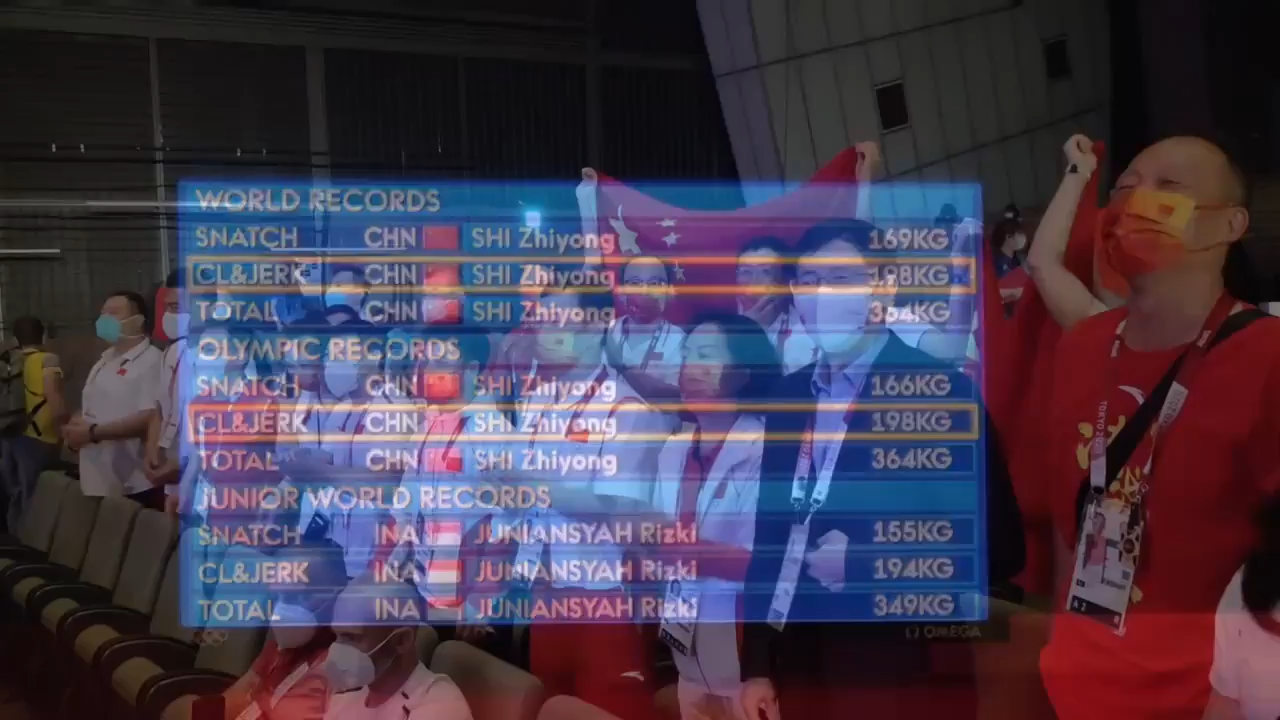 WORLD RECORDS
SNATCH CHN SHI Zhiyong 169KG
CL&JERK CHN SHI Zhiyong 198KG
TOTAL CHN SHI Zhiyong 364KG
OLYMPIC RECORDS
SNATCH CHN SHI Zhiyong 166KG
CL&JERK CHN SHI Zhiyong 198KG
TOTAL CHN SHI Zhiyong 364KG
JUNIOR WORLD RECORDS
SNATCH INA JUNIANSYAH Rizki 155KG
CL&JERK INA JUNIANSYAH Rizki 194KG
TOTAL INA JUNIANSYAH Rizki 349KG
OMEGA